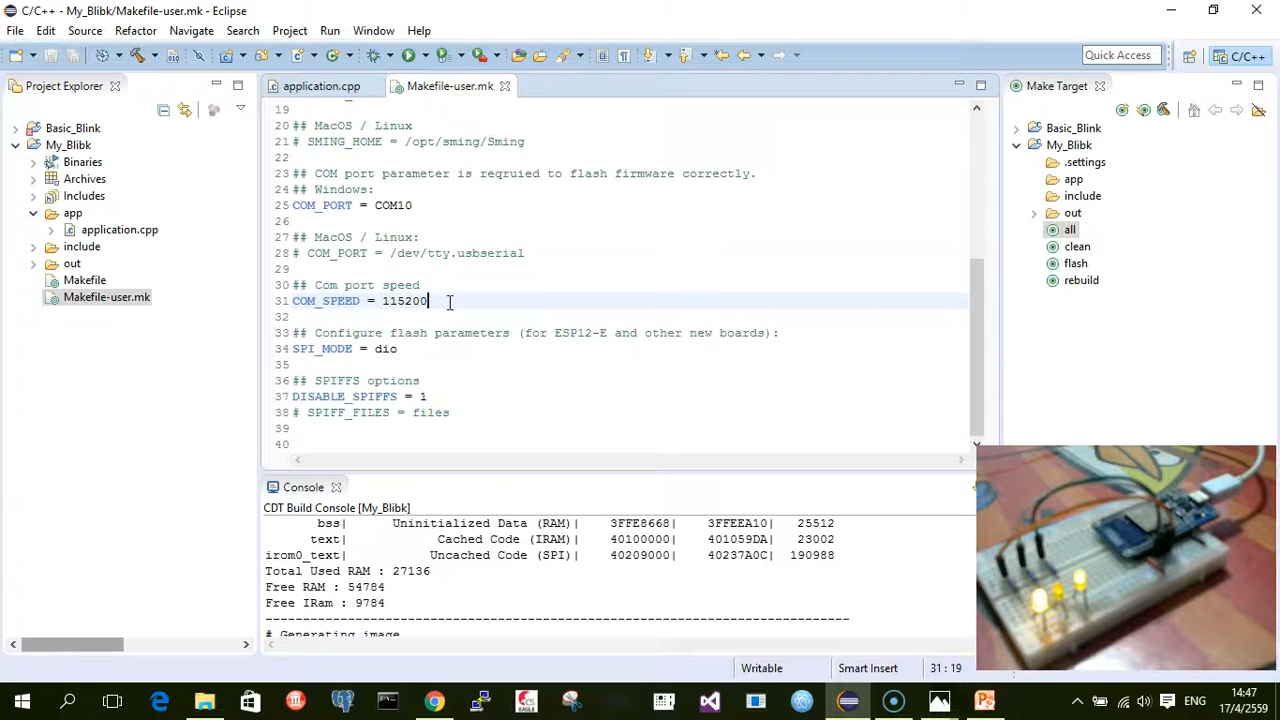 C/C++ - My_Blibk/Makefile-user.mk - Eclipse
File Edit Source Refactor Navigate Search Project Run Window Help
Quick Access
C/C++
Project Explorer
Basic_Blink
My_Blibk
Binaries
Archives
Includes
app
application.cpp
include
out
Makefile
Makefile-user.mk
application.cpp
Makefile-user.mk
19
20 ## MacOS / Linux
21 # SMING_HOME = /opt/sming/Sming
22
23 ## COM port parameter is reqruied to flash firmware correctly.
24 ## Windows:
25 COM_PORT = COM10
26
27 ## MacOS / Linux:
28 # COM_PORT = /dev/tty.usbserial
29
30 ## Com port speed
31 COM_SPEED = 115200
32
33 ## Configure flash parameters (for ESP12-E and other new boards):
34 SPI_MODE = dio
35
36 ## SPIFFS options
37 DISABLE_SPIFFS = 1
38 # SPIFF_FILES = files
39
40
Make Target
Basic_Blink
My_Blibk
.settings
app
include
out
all
clean
flash
rebuild
Console
CDT Build Console [My_Blibk]
bss| Uninitialized Data (RAM)| 3FFE8668| 3FFEEA10| 25512
text| Cached Code (IRAM)| 40100000| 401059DA| 23002
irom0_text| Uncached Code (SPI)| 40209000| 40237A0C| 190988
Total Used RAM : 27136
Free RAM : 54784
Free IRam : 9784
------------------------------------------------------------------------------
# Generating image
Writable
Smart Insert
31 : 19
ENG
14:47
17/4/2559